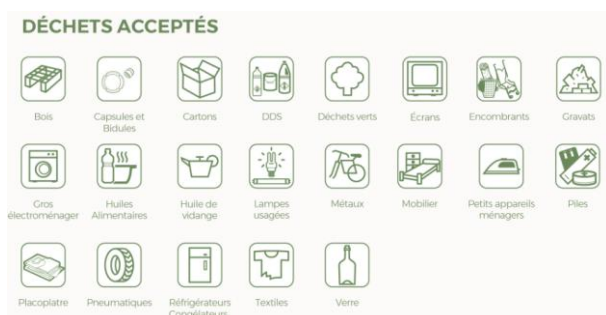 DÉCHETS ACCEPTÉS
Bois
Capsules et
Bidules
Cartons
DDS
Déchets verts
Écrans
Encombrants
Gravats
Gros
électroménager
Huiles
Alimentaires
Huile de
vidange
Lampes
usagées
Métaux
Mobilier
Petits appareils
ménagers
Piles
Placoplatre
Pneumatiques
Réfrigérateurs
Congélateurs
Textiles
Verre